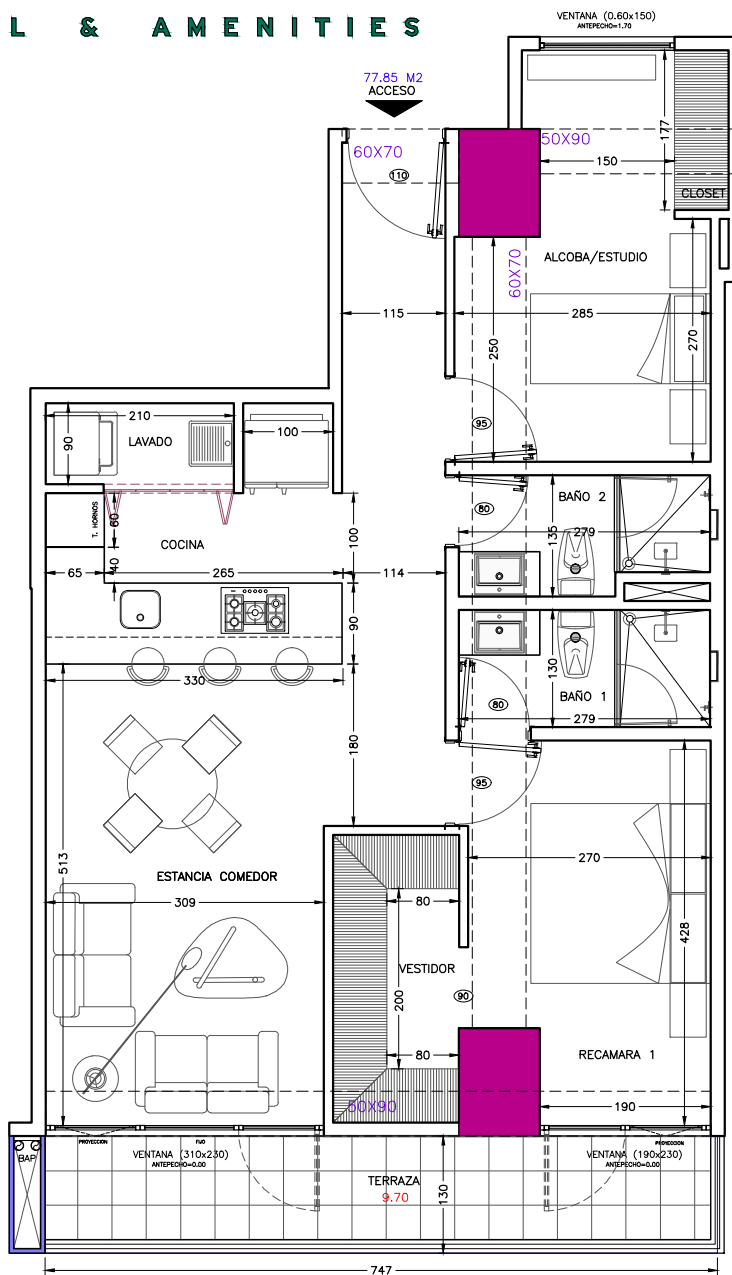 L & AMENITIES
VENTANA (0.60x150)
ANTEPECHO=1.70
77.85 M2
ACCESO
60X70
50X90
110
177
150
CLOSET
ALCOBA/ESTUDIO
60X70
115
285
250
270
95
210
90
LAVADO
100
T. HORNOS
60
COCINA
100
80
BAÑO 2
279
135
65
265
114
40
90
330
130
BAÑO 1
80
279
180
95
513
ESTANCIA COMEDOR
309
270
80
428
VESTIDOR
200
90
80
RECAMARA 1
50X90
190
PROYECCIÓN
FIJO
PROYECCION
BAP
VENTANA (310x230)
ANTEPECHO=0.00
VENTANA (190x230)
ANTEPECHO=0.00
TERRAZA
9.70
130
747